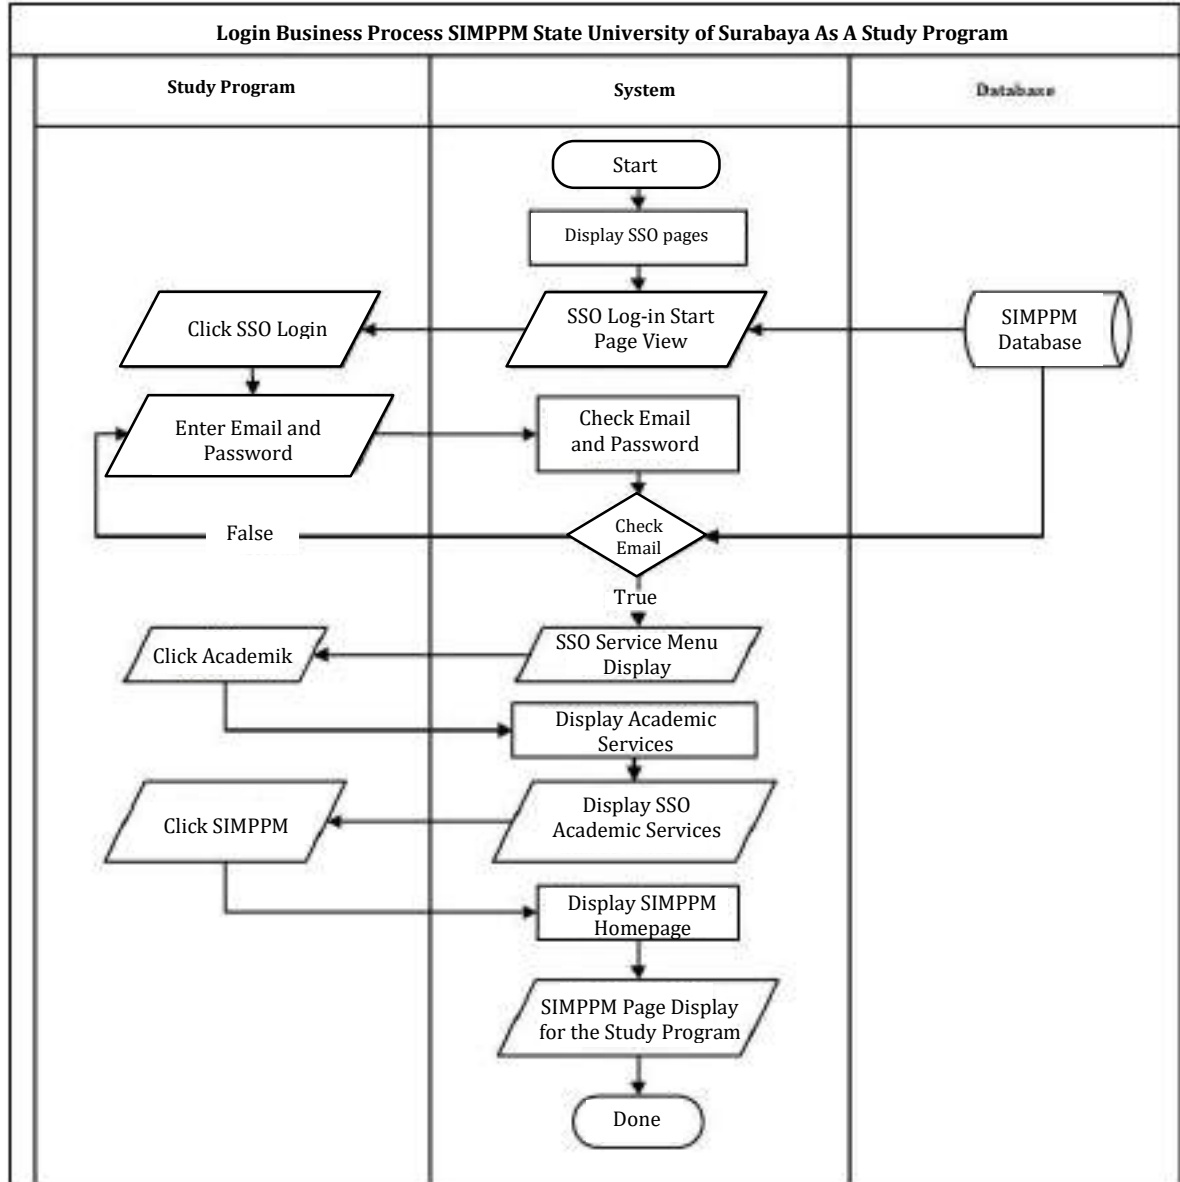 Login Business Process SIMPPM State University of Surabaya As A Study Program
Study Program
System
Database
Start
Display SSO pages
Click SSO Login
SSO Log-in Start
Page View
SIMPPM
Database
Enter Email and
Password
Check Email
and Password
False
Check
Email
True
Click Academik
SSO Service Menu
Display
Display Academic
Services
Click SIMPPM
Display SSO
Academic Services
Display SIMPPM
Homepage
SIMPPM Page Display
for the Study Program
Done